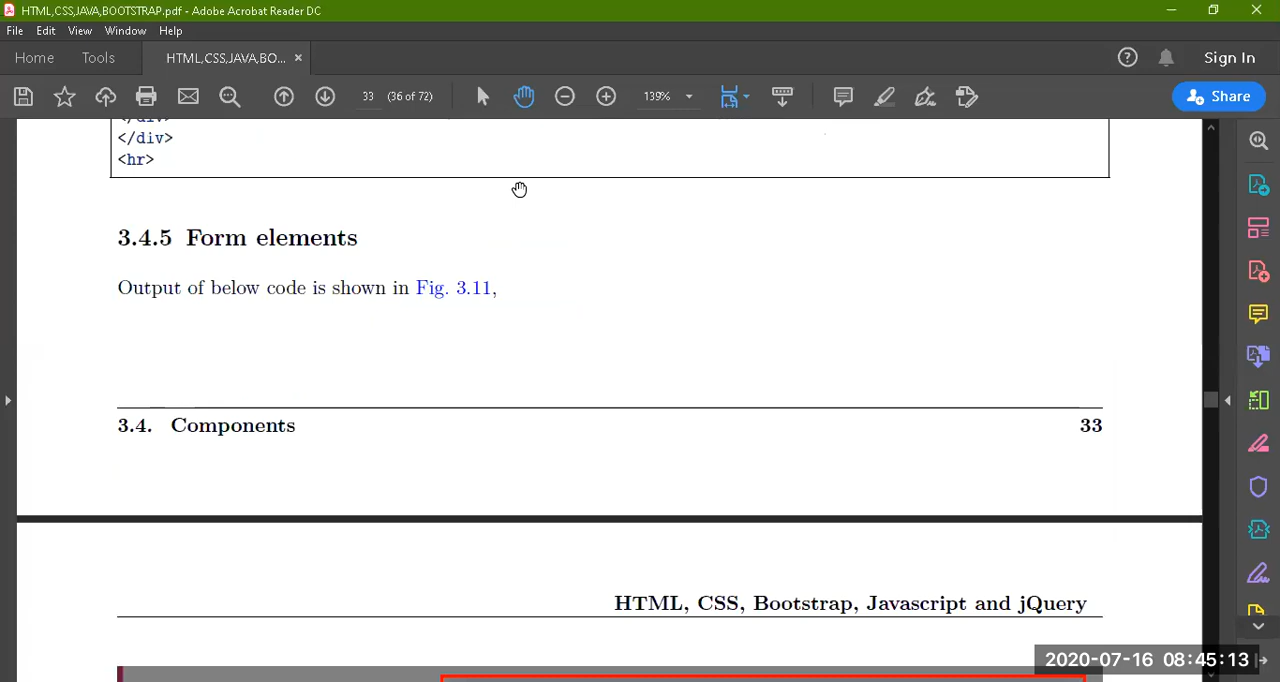 HTML,CSS,JAVA,BOOTSTRAP.pdf - Adobe Acrobat Reader DC
File Edit View Window Help
Home Tools HTML,CSS,JAVA,BO... × Sign In
33 (36 of 72) 139% Share
</div>
</div>
<hr>
3.4.5 Form elements
Output of below code is shown in Fig. 3.11,
3.4. Components 33
HTML, CSS, Bootstrap, Javascript and jQuery
2020-07-16 08:45:13